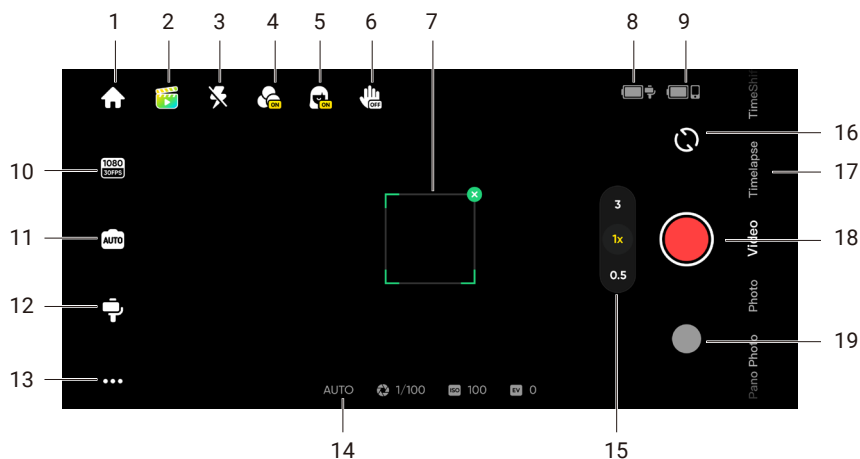 1 2 3 4 5 6 7 8 9
ON ON OFF
TimeShif
16
10 1080
30FPS
Timelapse 17
3
11 AUTO
1x
Video 18
0.5
12
Photo
19
Pano Photo
13
AUTO 1/100 ISO 100 EV 0
14 15